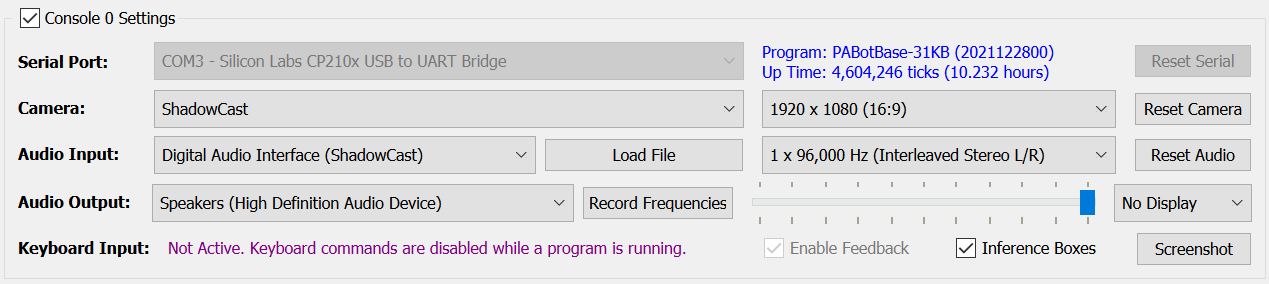 Console 0 Settings
Serial Port: COM3 - Silicon Labs CP210x USB to UART Bridge Program: PABotBase-31KB (2021122800) Reset Serial
Up Time: 4,604,246 ticks (10.232 hours)
Camera: ShadowCast 1920 x 1080 (16:9) Reset Camera
Audio Input: Digital Audio Interface (ShadowCast) Load File 1 x 96,000 Hz (Interleaved Stereo L/R) Reset Audio
Audio Output: Speakers (High Definition Audio Device) Record Frequencies No Display
Keyboard Input: Not Active. Keyboard commands are disabled while a program is running. Enable Feedback Inference Boxes Screenshot